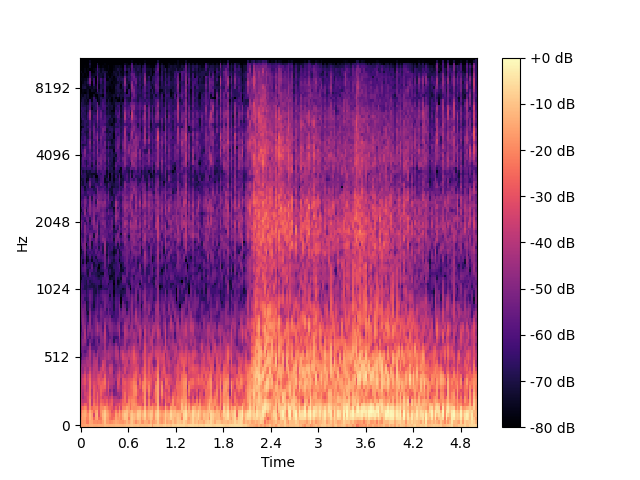 8192
4096
2048
1024
512
0
Hz
0 0.6 1.2 1.8 2.4 3 3.6 4.2 4.8
Time
+0 dB
-10 dB
-20 dB
-30 dB
-40 dB
-50 dB
-60 dB
-70 dB
-80 dB